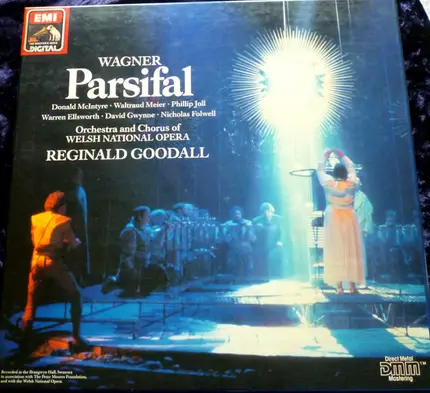 EMI
DIGITAL
WAGNER
Parsifal
Donald McIntyre · Waltraud Meier · Phillip Joll
Warren Ellsworth · David Gwynne · Nicholas Folwell
Orchestra and Chorus of
WELSH NATIONAL OPERA
REGINALD GOODALL
Recorded at the Brangwyn Hall, Swansea
in association with The Peter Moores Foundation,
and with the Welsh National Opera.
Direct Metal
DMM™
Mastering